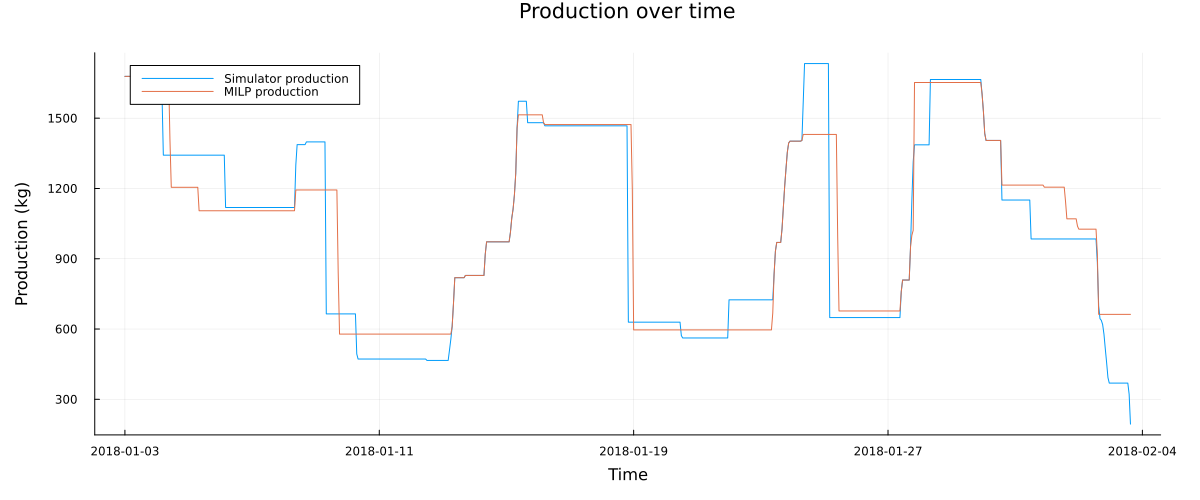 Production over time
Simulator production
MILP production
Production (kg)
1500
1200
900
600
300
2018-01-03
2018-01-11
2018-01-19
2018-01-27
2018-02-04
Time